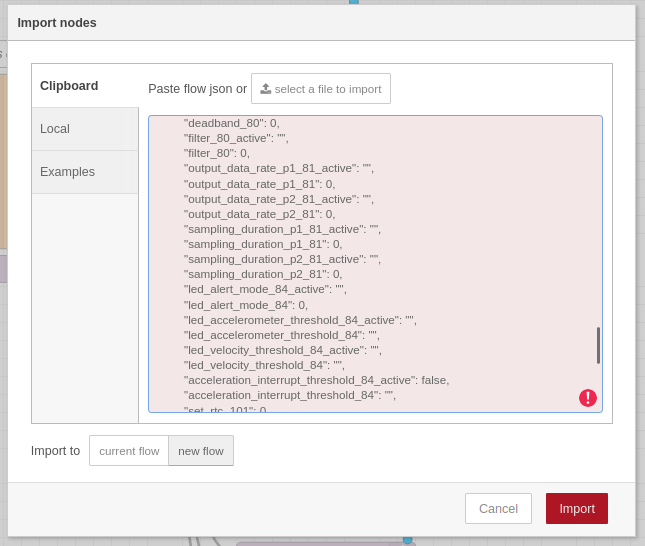 Import nodes
Clipboard
Local
Examples
Paste flow json or select a file to import
"deadband_80": 0,
"filter_80_active": "",
"filter_80": 0,
"output_data_rate_p1_81_active": "",
"output_data_rate_p1_81": 0,
"output_data_rate_p2_81_active": "",
"output_data_rate_p2_81": 0,
"sampling_duration_p1_81_active": "",
"sampling_duration_p1_81": 0,
"sampling_duration_p2_81_active": "",
"sampling_duration_p2_81": 0,
"led_alert_mode_84_active": "",
"led_alert_mode_84": 0,
"led_accelerometer_threshold_84_active": "",
"led_accelerometer_threshold_84": "",
"led_velocity_threshold_84_active": "",
"led_velocity_threshold_84": "",
"acceleration_interrupt_threshold_84_active": false,
"acceleration_interrupt_threshold_84": "",
"set_rtc_101": 0
Import to current flow new flow
Cancel Import